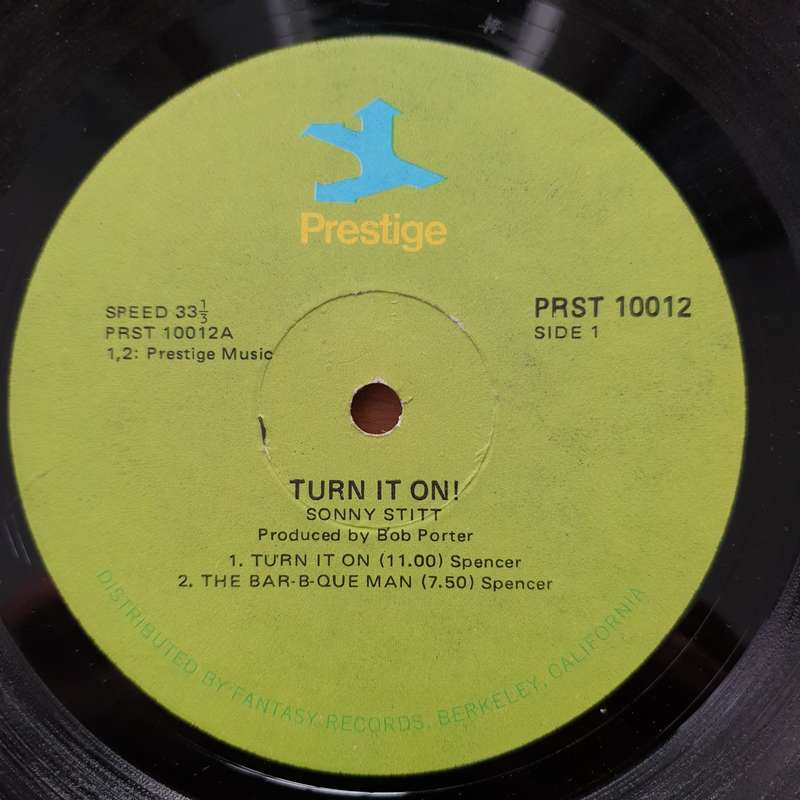 Prestige
SPEED 33⅓
PRST 10012A
1,2: Prestige Music
PRST 10012
SIDE 1
TURN IT ON!
SONNY STITT
Produced by Bob Porter
1. TURN IT ON (11.00) Spencer
2. THE BAR-B-QUE MAN (7.50) Spencer
DISTRIBUTED BY FANTASY RECORDS, BERKELEY, CALIFORNIA